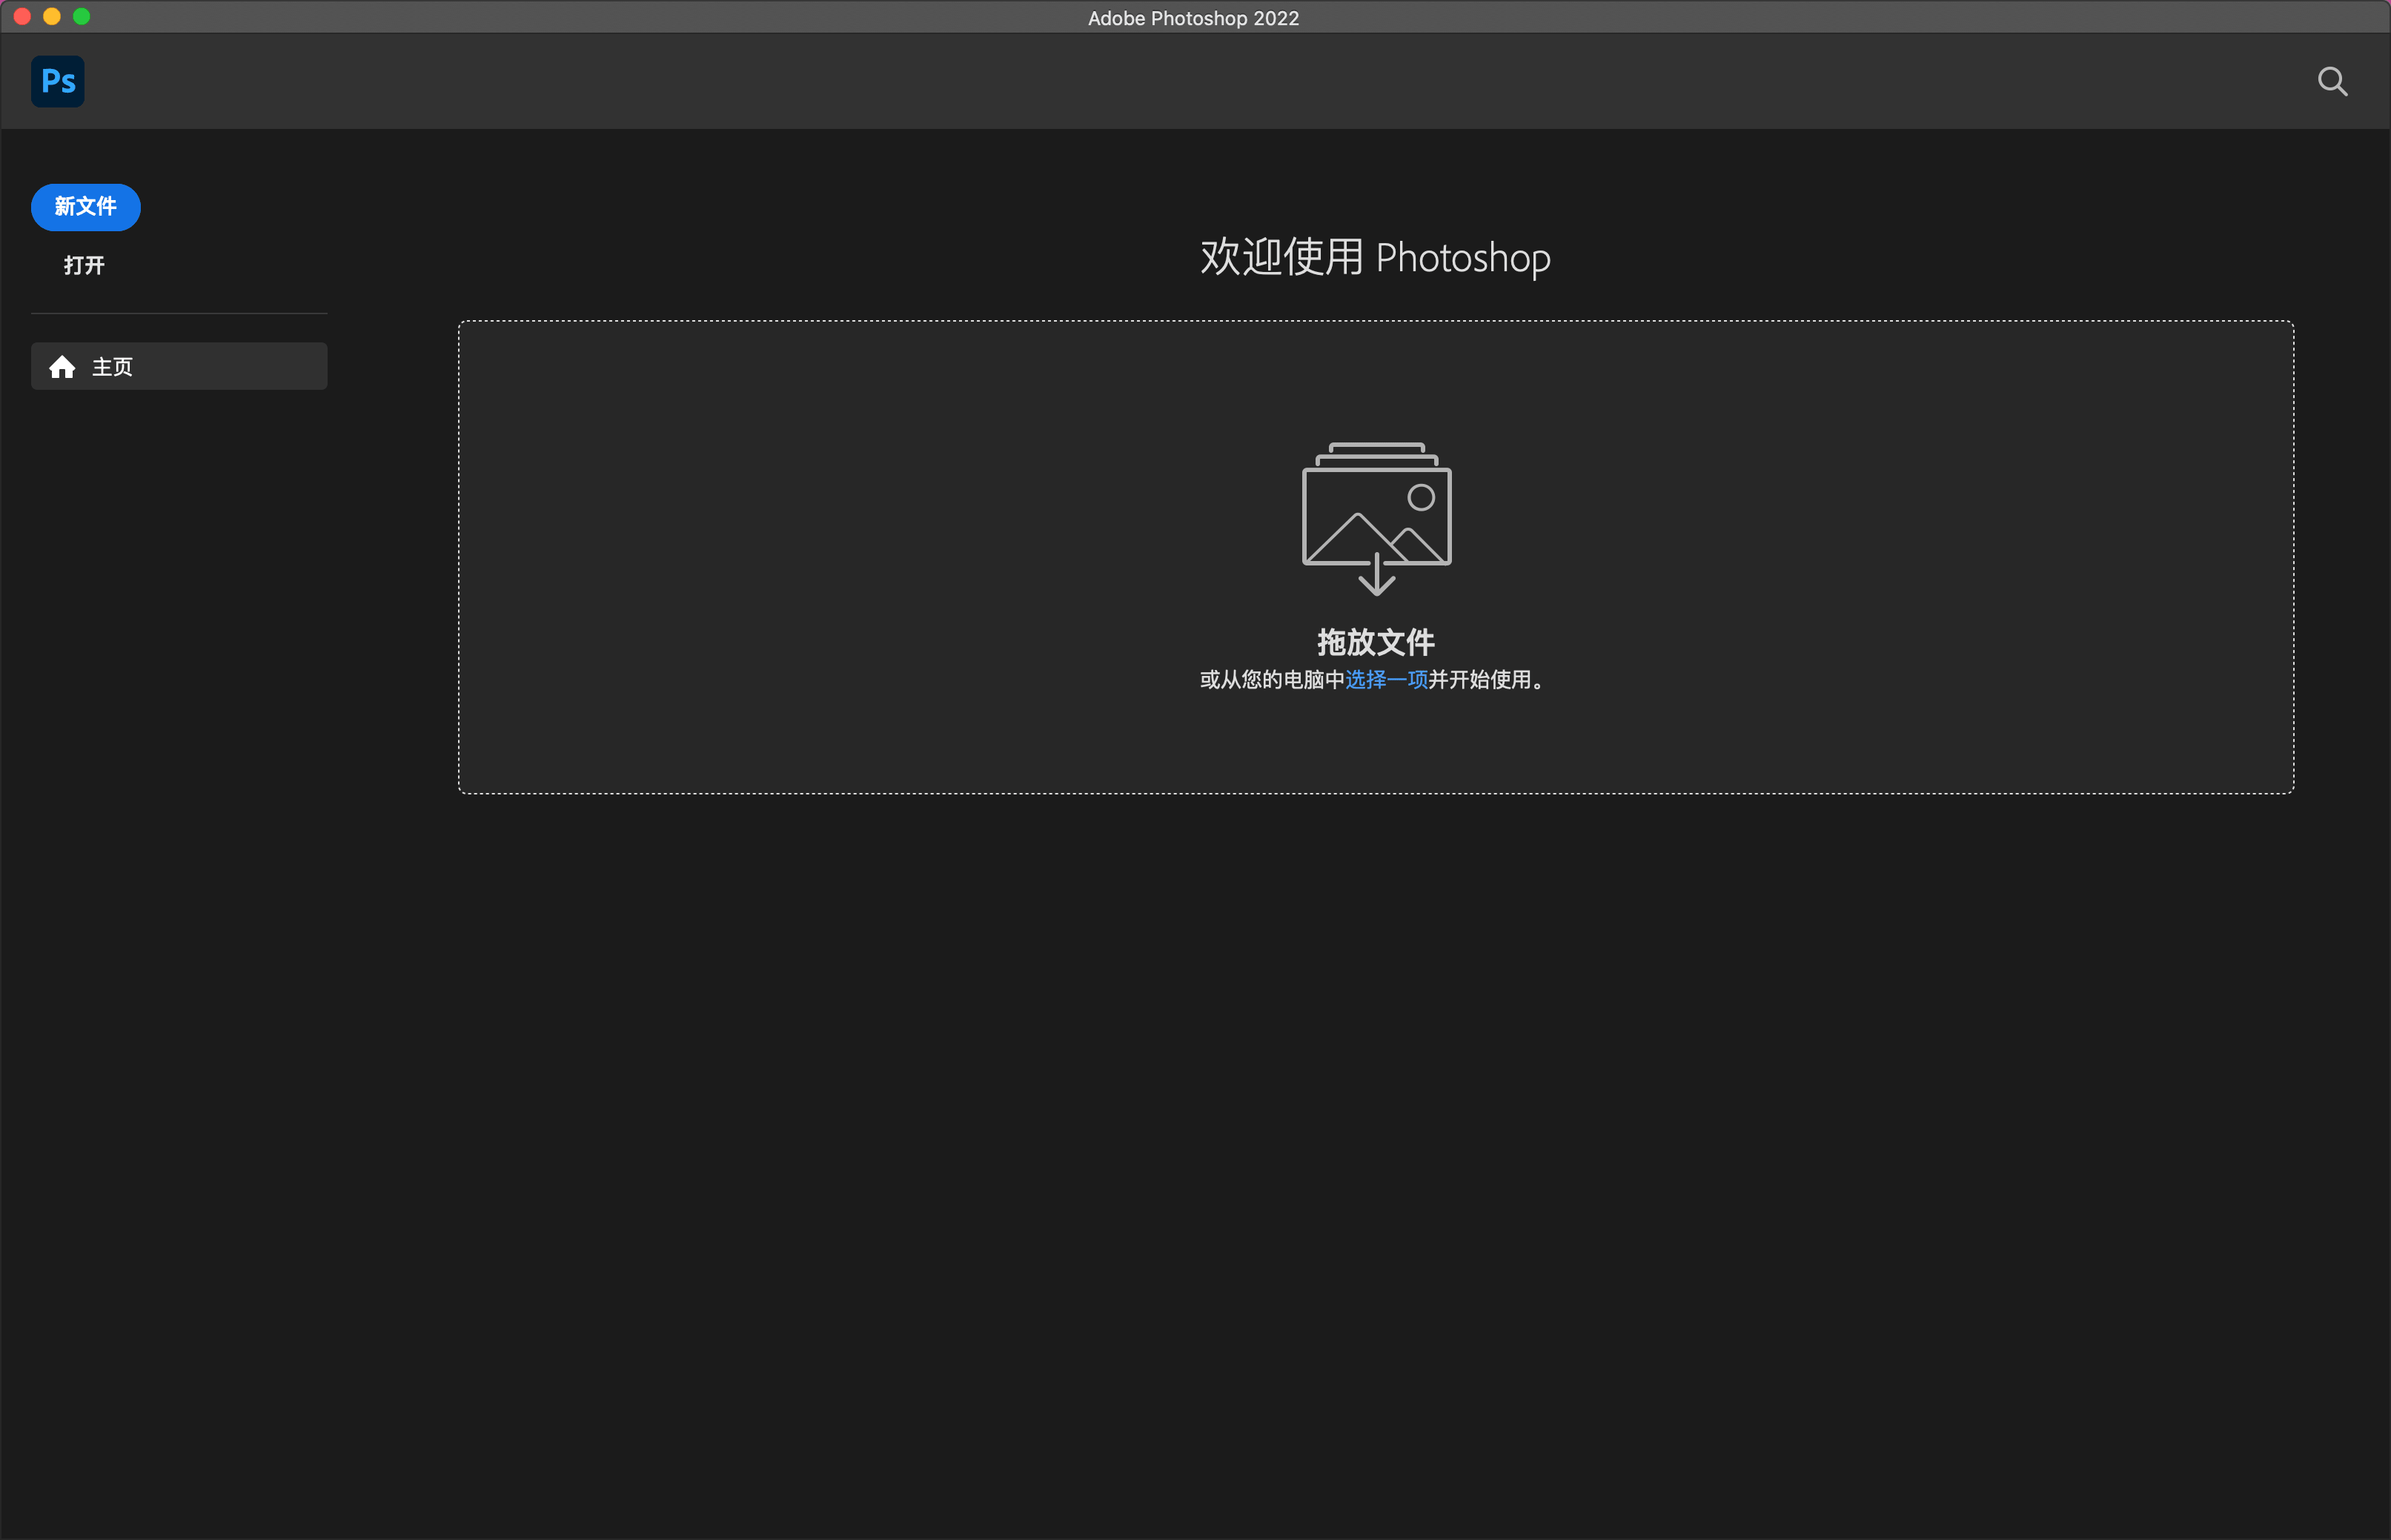 Adobe Photoshop 2022
Ps
新文件
打开
主页
欢迎使用 Photoshop
拖放文件
或从您的电脑中选择一项并开始使用。